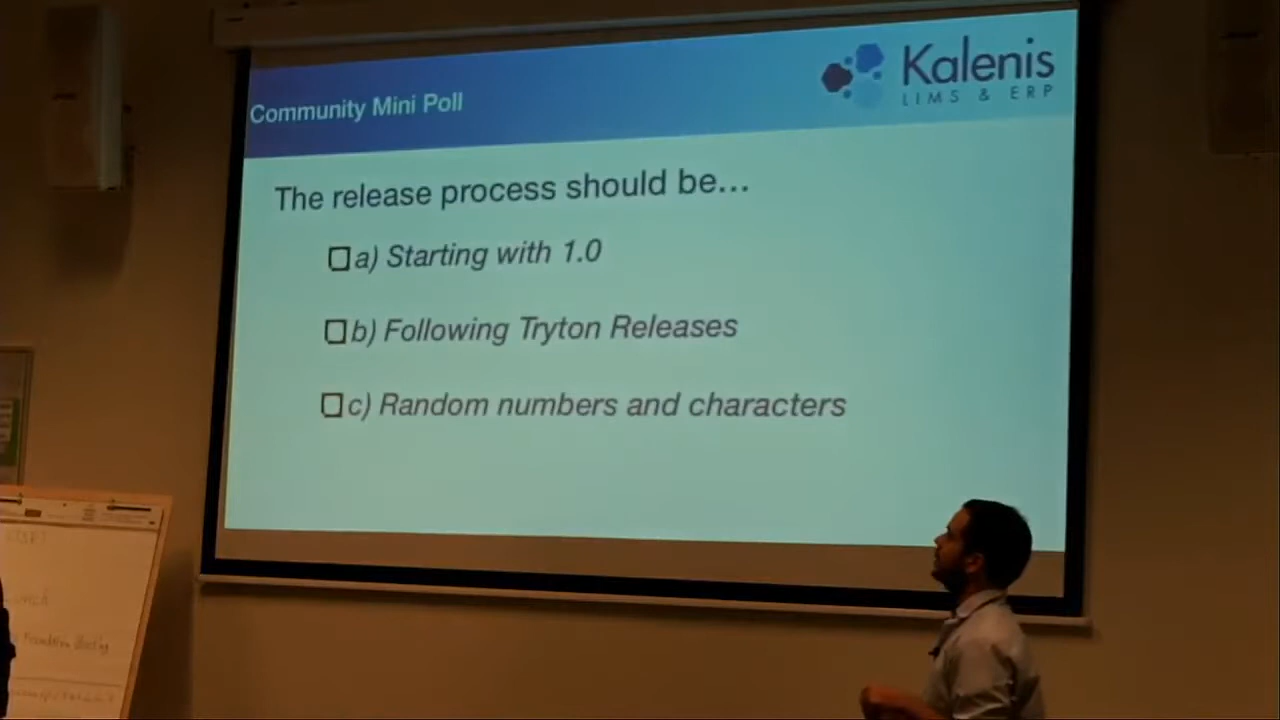 Community Mini Poll
Kalenis
LIMS & ERP
The release process should be...
a) Starting with 1.0
b) Following Tryton Releases
c) Random numbers and characters